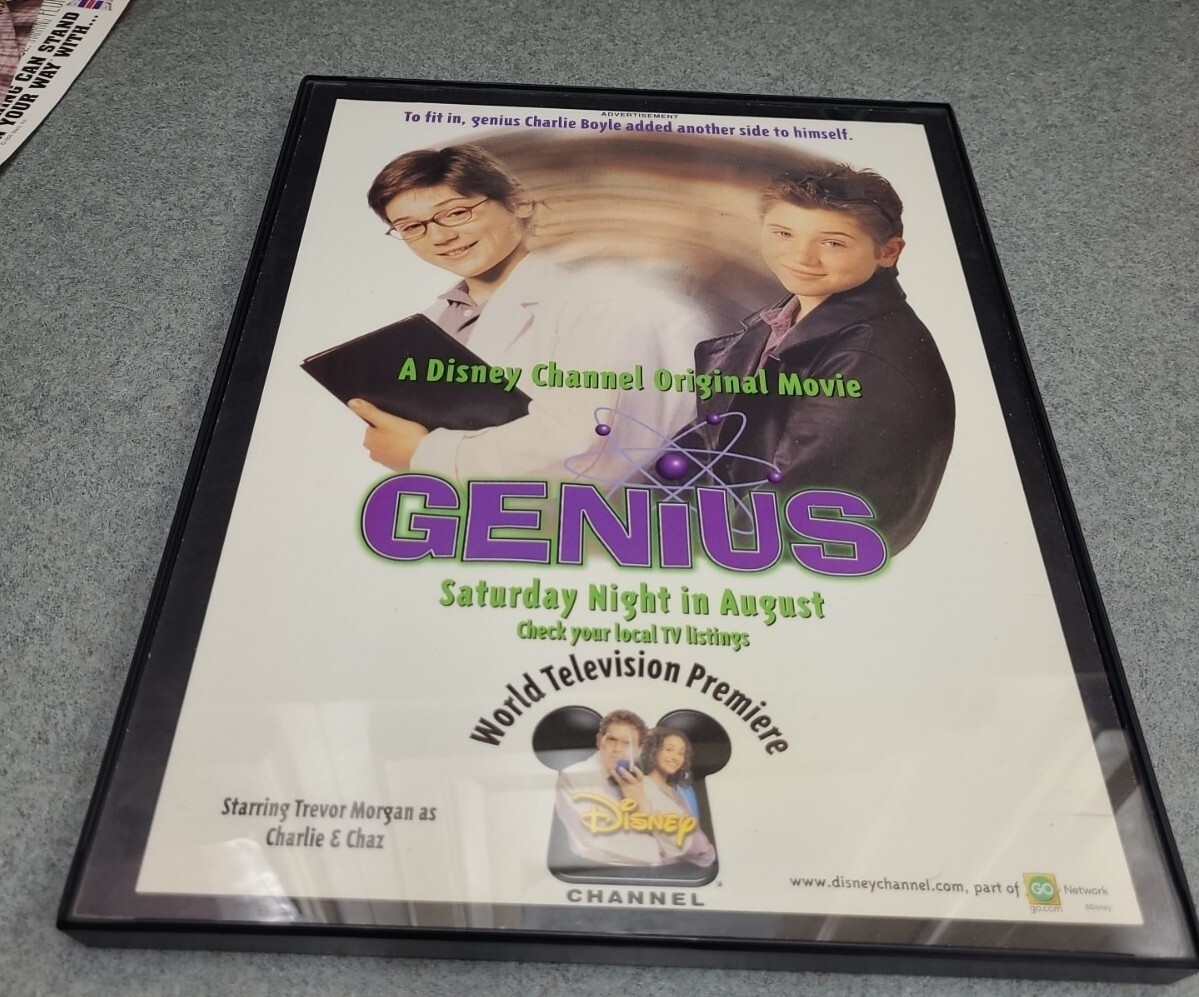 CAN STAND
YOUR WAY WITH...
ADVERTISEMENT
To fit in, genius Charlie Boyle added another side to himself.
A Disney Channel Original Movie
GENiUS
Saturday Night in August
Check your local TV listings
World Television Premiere
Disney
CHANNEL
Starring Trevor Morgan as
Charlie & Chaz
www.disneychannel.com, part of GO Network
go.com
©Disney